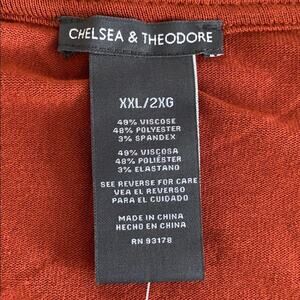 CHELSEA & THEODORE
XXL/2XG
49% VISCOSE
48% POLYESTER
3% SPANDEX
49% VISCOSA
48% POLIÉSTER
3% ELASTANO
SEE REVERSE FOR CARE
VEA EL REVERSO
PARA EL CUIDADO
MADE IN CHINA
HECHO EN CHINA
RN 93178